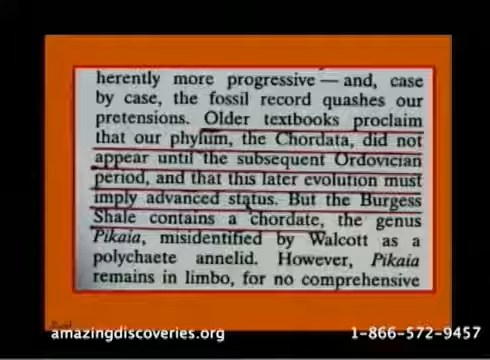 herently more progressive — and, case
by case, the fossil record quashes our
pretensions. Older textbooks proclaim
that our phylum, the Chordata, did not
appear until the subsequent Ordovician
period, and that this later evolution must
imply advanced status. But the Burgess
Shale contains a chordate, the genus
Pikaia, misidentified by Walcott as a
polychaete annelid. However, Pikaia
remains in limbo, for no comprehensive
amazingdiscoveries.org
1-866-572-9457